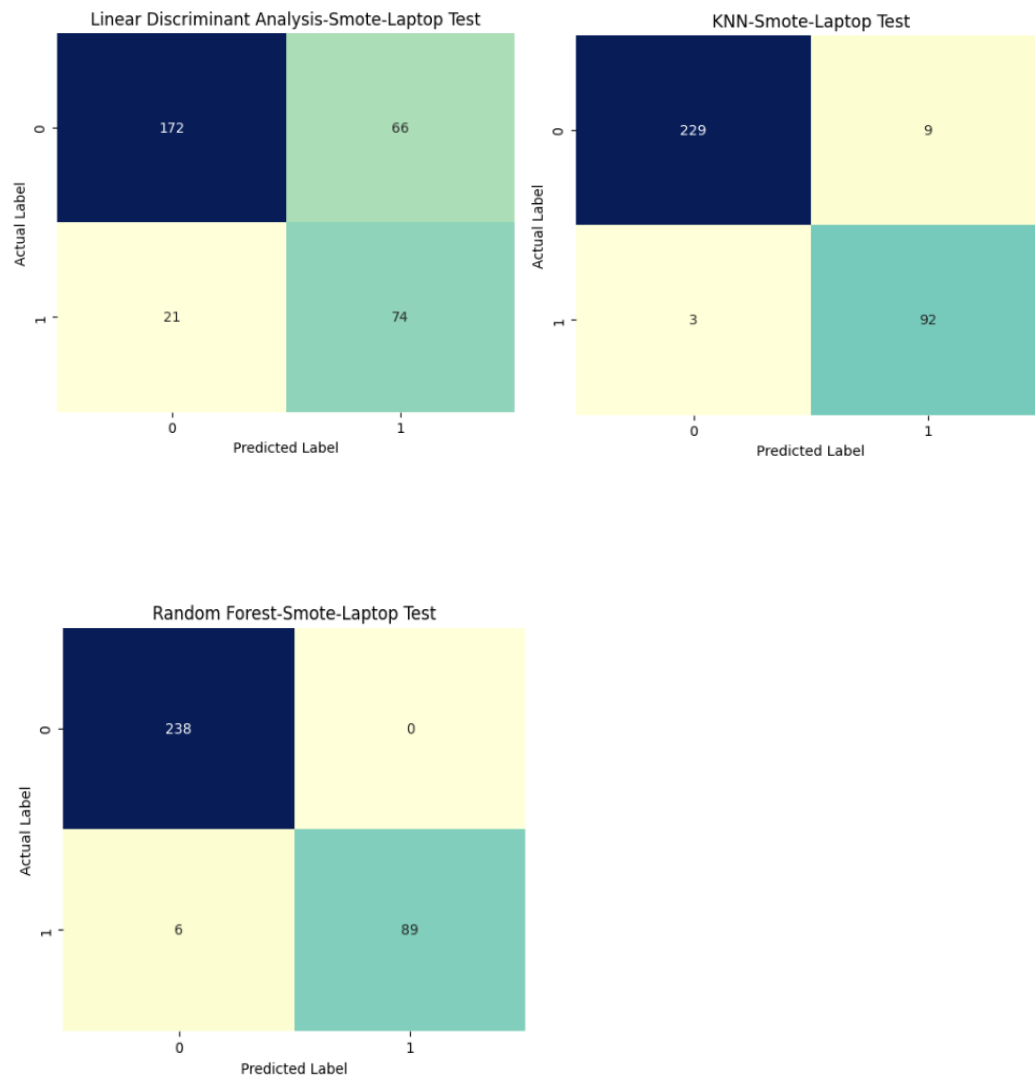 Linear Discriminant Analysis-Smote-Laptop Test
Actual Label
0
172
66
1
21
74
0
1
Predicted Label
KNN-Smote-Laptop Test
Actual Label
0
229
9
1
3
92
0
1
Predicted Label
Random Forest-Smote-Laptop Test
Actual Label
0
238
0
1
6
89
0
1
Predicted Label